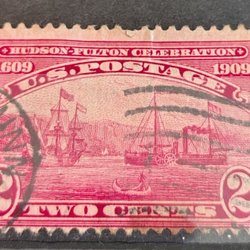 HUDSON-FULTON CELEBRATION
1609 1909
U.S. POSTAGE
2 TWO CENTS 2